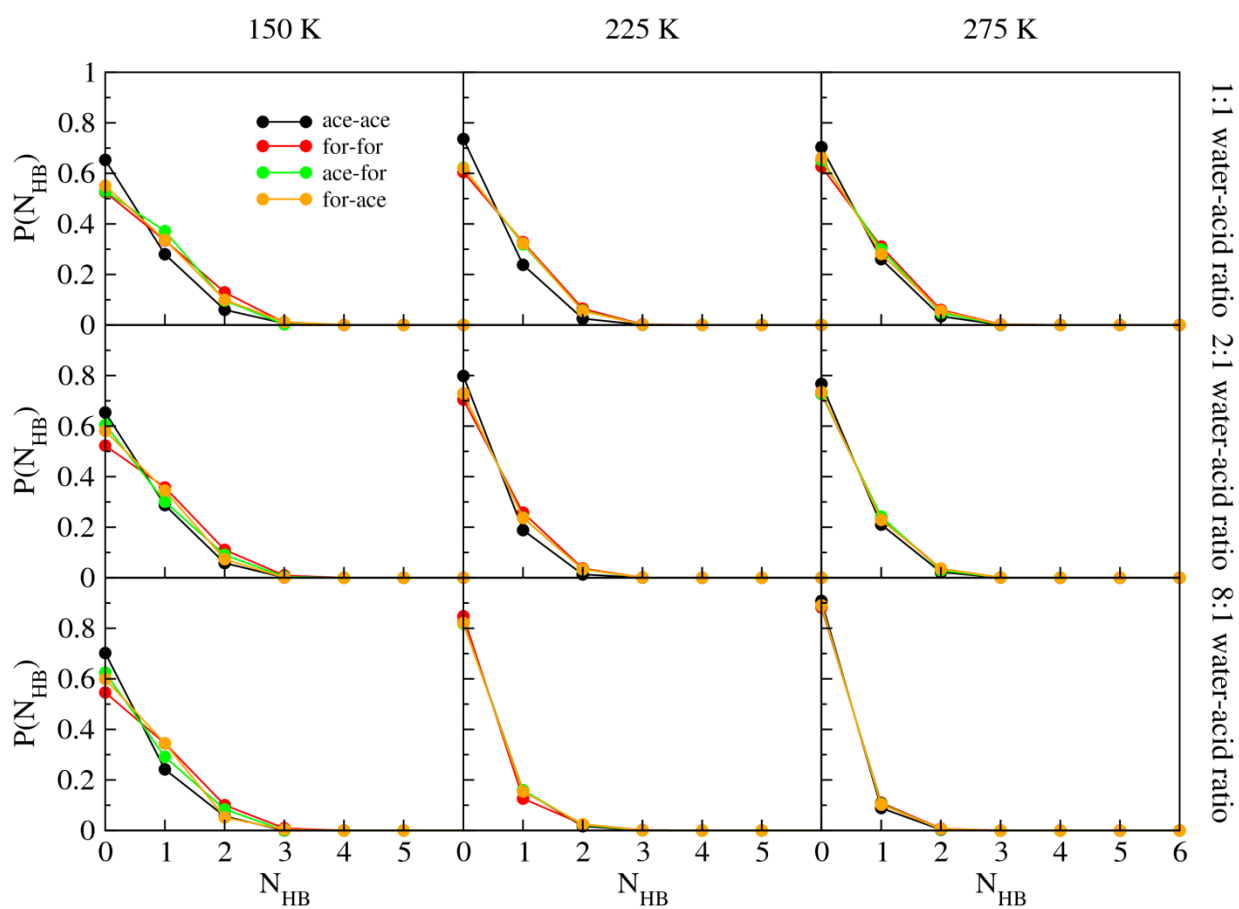 150 K 225 K 275 K
1
0.8
0.6
0.4
0.2
0
P(N_HB)
ace-ace
for-for
ace-for
for-ace
1:1 water-acid ratio
0.8
0.6
0.4
0.2
0
P(N_HB)
2:1 water-acid ratio
0.8
0.6
0.4
0.2
0
P(N_HB)
8:1 water-acid ratio
0 1 2 3 4 5 0 1 2 3 4 5 0 1 2 3 4 5 6
N_HB N_HB N_HB